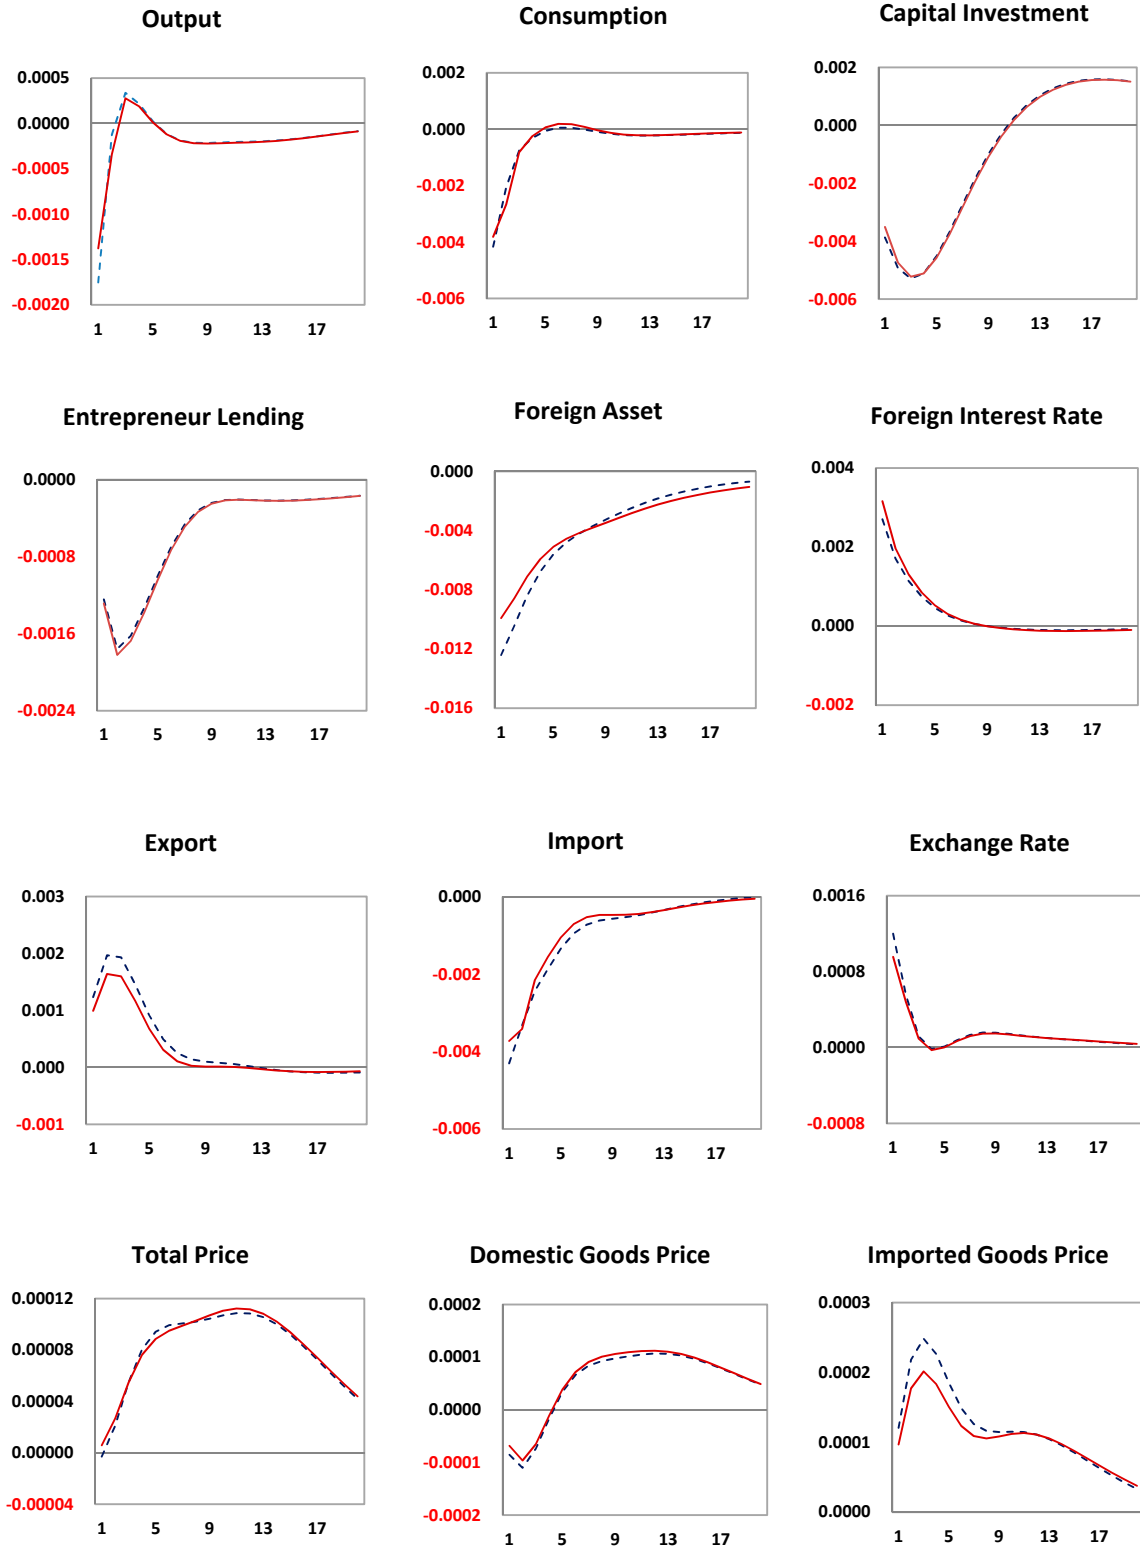 Output
Consumption
Capital Investment
0.0005
0.0000
-0.0005
-0.0010
-0.0015
-0.0020
1 5 9 13 17
0.002
0.000
-0.002
-0.004
-0.006
1 5 9 13 17
0.002
0.000
-0.002
-0.004
-0.006
1 5 9 13 17
Entrepreneur Lending
Foreign Asset
Foreign Interest Rate
0.0000
-0.0008
-0.0016
-0.0024
1 5 9 13 17
0.000
-0.004
-0.008
-0.012
-0.016
1 5 9 13 17
0.004
0.002
0.000
-0.002
1 5 9 13 17
Export
Import
Exchange Rate
0.003
0.002
0.001
0.000
-0.001
1 5 9 13 17
0.000
-0.002
-0.004
-0.006
1 5 9 13 17
0.0016
0.0008
0.0000
-0.0008
1 5 9 13 17
Total Price
Domestic Goods Price
Imported Goods Price
0.00012
0.00008
0.00004
0.00000
-0.00004
1 5 9 13 17
0.0002
0.0001
0.0000
-0.0001
-0.0002
1 5 9 13 17
0.0003
0.0002
0.0001
0.0000
1 5 9 13 17